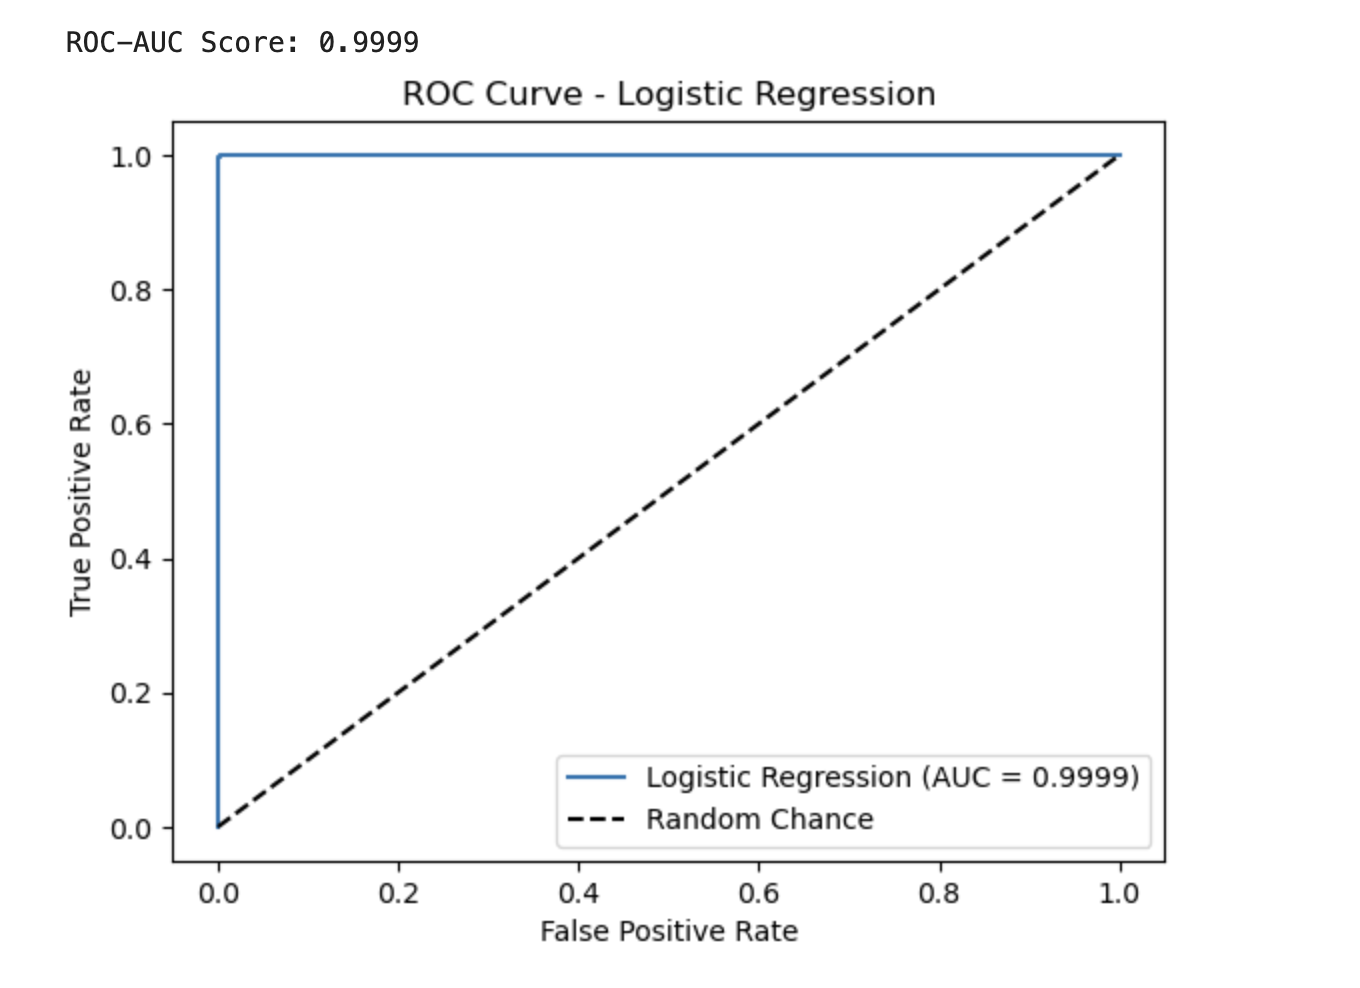 ROC-AUC Score: 0.9999
ROC Curve - Logistic Regression
1.0
0.8
0.6
0.4
0.2
0.0
True Positive Rate
Logistic Regression (AUC = 0.9999)
Random Chance
0.0 0.2 0.4 0.6 0.8 1.0
False Positive Rate